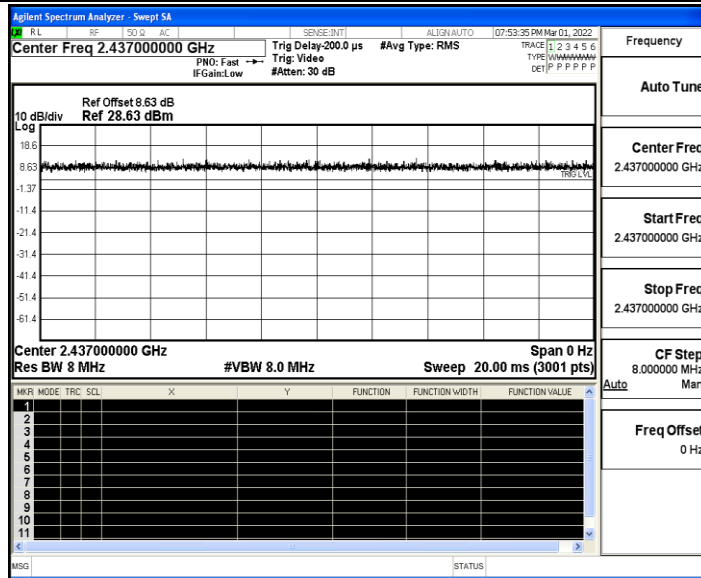 Agilent Spectrum Analyzer - Swept SA
RL RF 50 Ω AC SENSE:INT ALIGN AUTO 07:53:35 PM Mar 01, 2022
Center Freq 2.437000000 GHz
PNO: Fast
IFGain:Low
Trig Delay-200.0 µs
Trig: Video
#Atten: 30 dB
#Avg Type: RMS
TRACE 1 2 3 4 5 6
TYPE WWWWWW
DET P P P P P P
Ref Offset 8.63 dB
10 dB/div Ref 28.63 dBm
Log
18.6
8.63
TRIG LVL
-1.37
-11.4
-21.4
-31.4
-41.4
-51.4
-61.4
Center 2.437000000 GHz Span 0 Hz
Res BW 8 MHz #VBW 8.0 MHz Sweep 20.00 ms (3001 pts)
MKR MODE TRC SCL X Y FUNCTION FUNCTION WIDTH FUNCTION VALUE
1
2
3
4
5
6
7
8
9
10
11
MSG STATUS
Frequency
Auto Tune
Center Freq
2.437000000 GHz
Start Freq
2.437000000 GHz
Stop Freq
2.437000000 GHz
CF Step
8.000000 MHz
Auto Man
Freq Offset
0 Hz